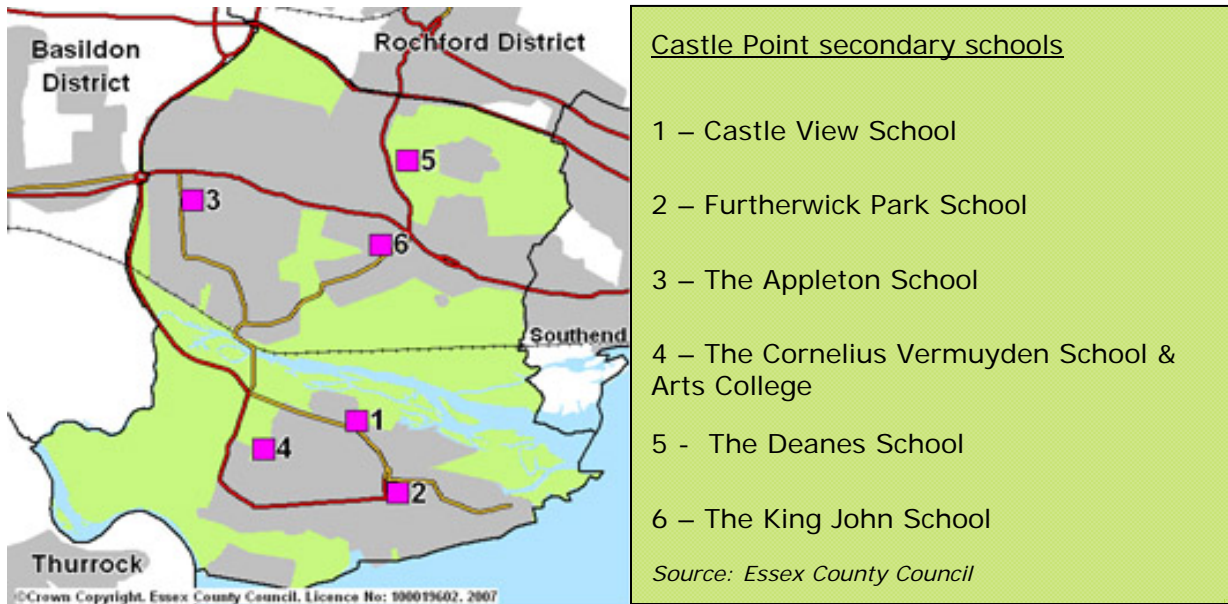 Basildon
District
Rochford District
5
3
6
Southend
1
4
2
Thurrock
©Crown Copyright. Essex County Council. Licence No: 100019602. 2007
Castle Point secondary schools
1 – Castle View School
2 – Furtherwick Park School
3 – The Appleton School
4 – The Cornelius Vermuyden School &
Arts College
5 - The Deanes School
6 – The King John School
Source: Essex County Council